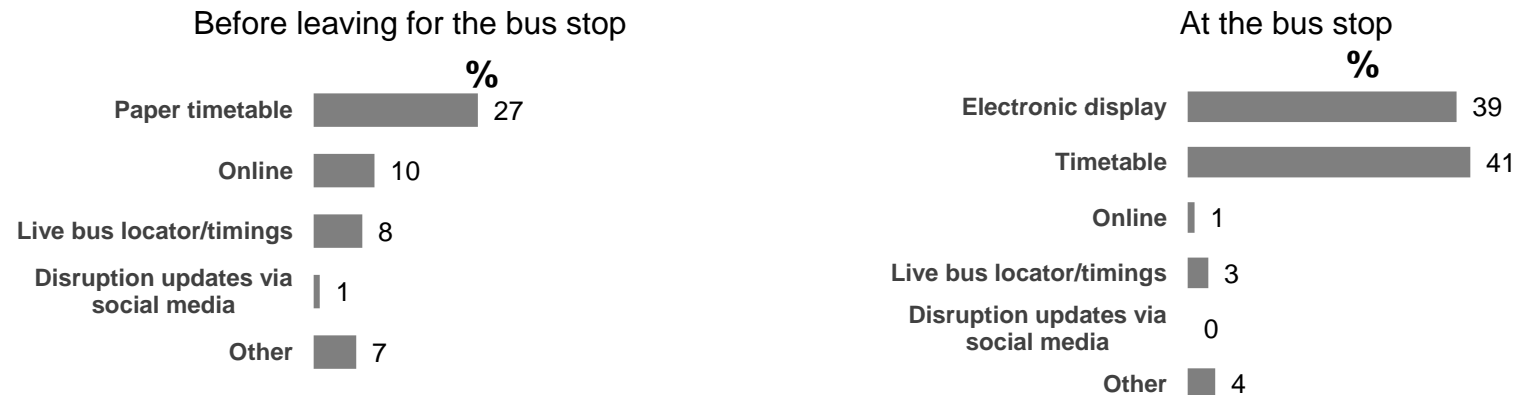 Before leaving for the bus stop
%
Paper timetable 27
Online 10
Live bus locator/timings 8
Disruption updates via
social media 1
Other 7
At the bus stop
%
Electronic display 39
Timetable 41
Online 1
Live bus locator/timings 3
Disruption updates via
social media 0
Other 4